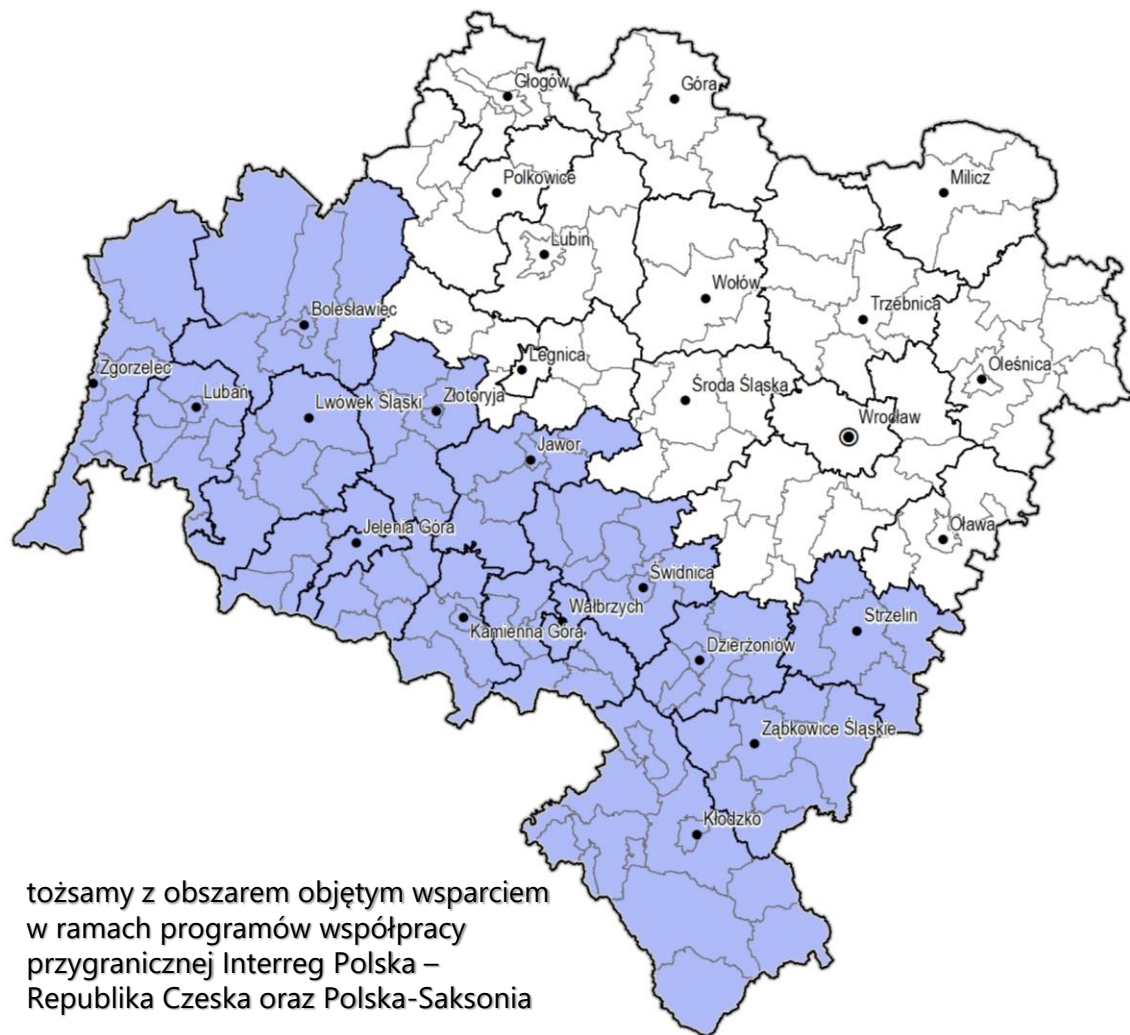 Głogów
Góra
Polkowice
Milicz
Lubin
Wołów
Trzebnica
Bolesławiec
Legnica
Oleśnica
Zgorzelec
Lubań
Lwówek Śląski
Złotoryja
Środa Śląska
Wrocław
Jawor
Jelenia Góra
Oława
Świdnica
Wałbrzych
Kamienna Góra
Strzelin
Dzierżoniów
Ząbkowice Śląskie
Kłodzko
tożsamy z obszarem objętym wsparciem
w ramach programów współpracy
przygranicznej Interreg Polska –
Republika Czeska oraz Polska-Saksonia